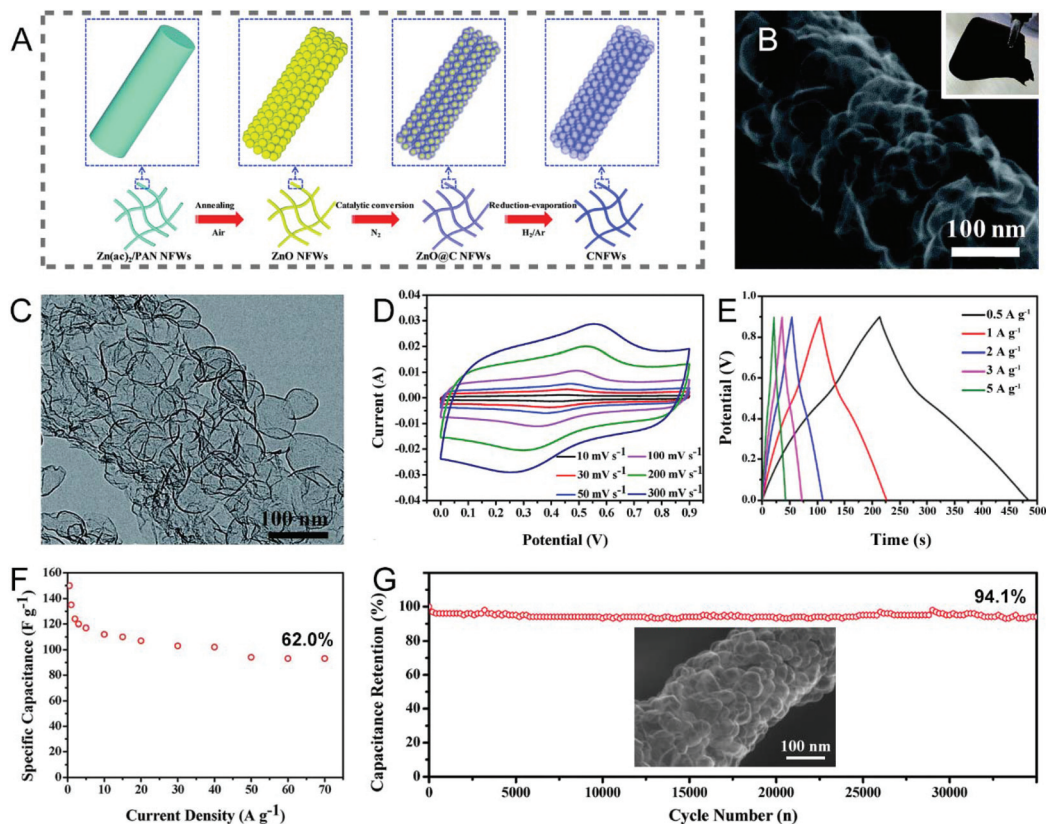 A
Annealing
Air
Catalytic conversion
N₂
Reduction-evaporation
H₂/Ar
Zn(ac)₂/PAN NFWs
ZnO NFWs
ZnO@C NFWs
CNFWs
B
100 nm
C
100 nm
D
Current (A)
0.04
0.03
0.02
0.01
0.00
-0.01
-0.02
-0.03
-0.04
10 mV s⁻¹
100 mV s⁻¹
30 mV s⁻¹
200 mV s⁻¹
50 mV s⁻¹
300 mV s⁻¹
0.0 0.1 0.2 0.3 0.4 0.5 0.6 0.7 0.8 0.9
Potential (V)
E
Potential (V)
1.2
0.9
0.6
0.3
0.0
0.5 A g⁻¹
1 A g⁻¹
2 A g⁻¹
3 A g⁻¹
5 A g⁻¹
0 50 100 150 200 250 300 350 400 450 500
Time (s)
F
Specific Capacitance (F g⁻¹)
160
140
120
100
80
60
40
20
0
62.0%
0 10 20 30 40 50 60 70
Current Density (A g⁻¹)
G
Capacitance Retention (%)
120
100
80
60
40
20
0
94.1%
100 nm
0 5000 10000 15000 20000 25000 30000
Cycle Number (n)